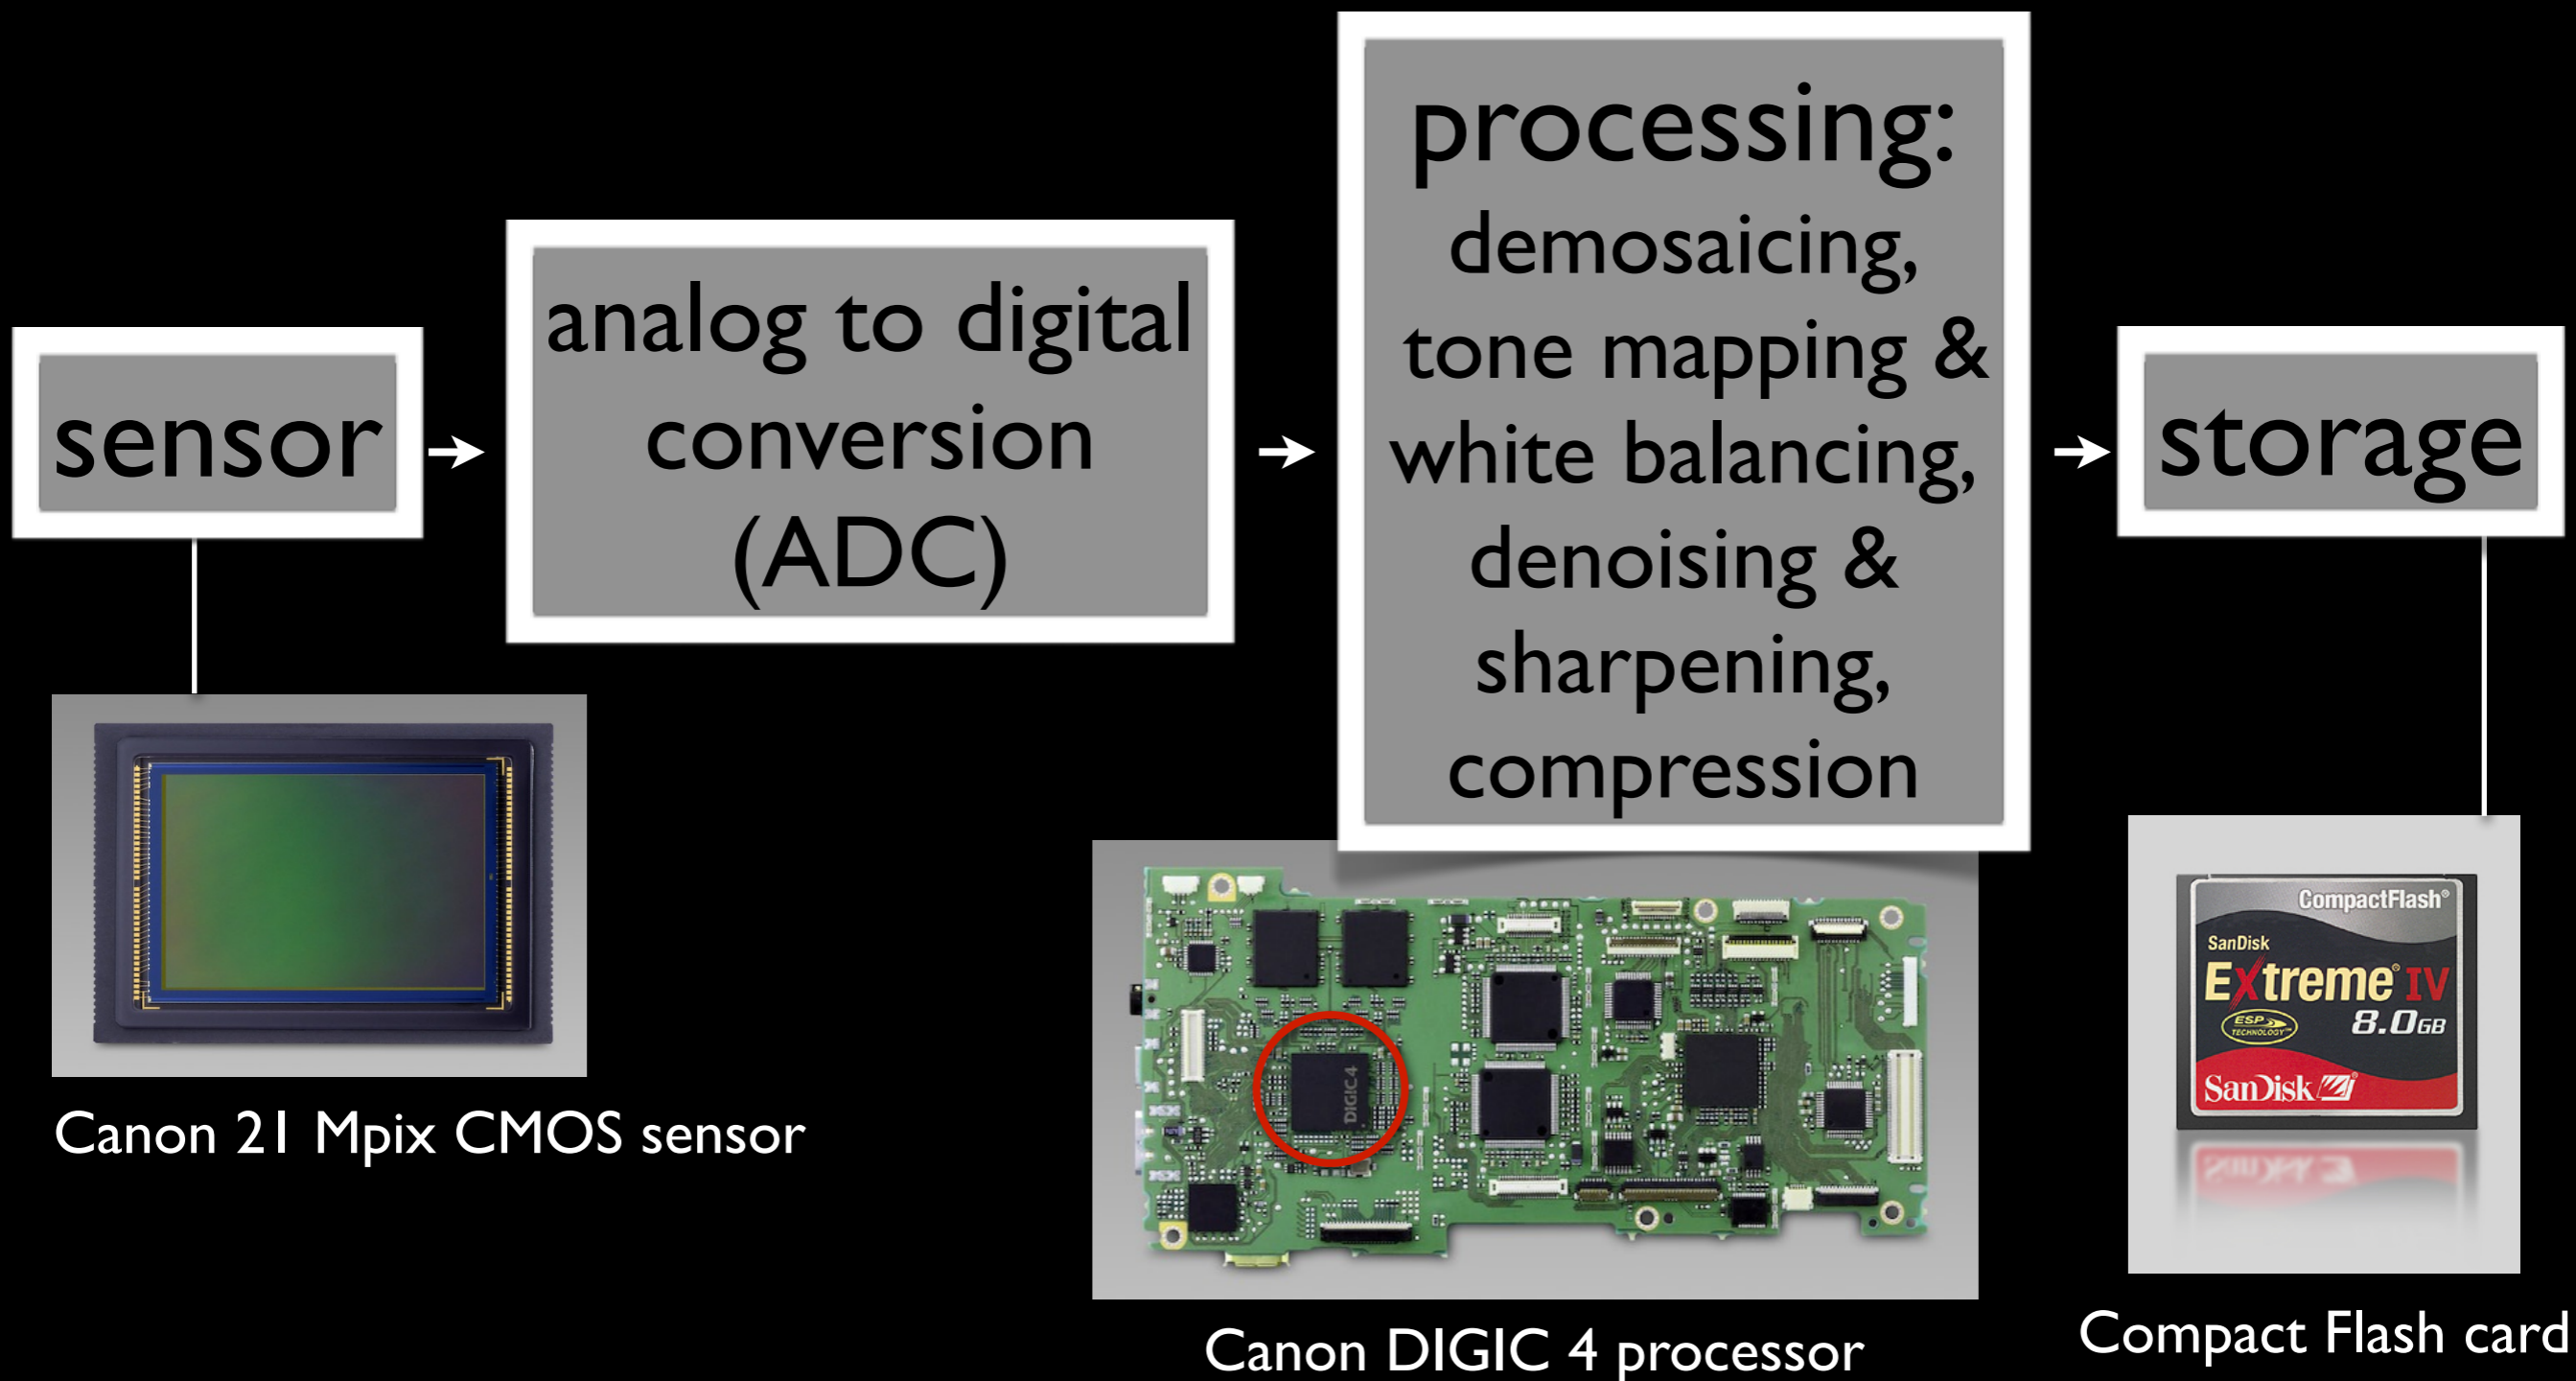 sensor
analog to digital
conversion
(ADC)
processing:
demosaicing,
tone mapping &
white balancing,
denoising &
sharpening,
compression
storage
Canon 21 Mpix CMOS sensor
DIGIC 4
Canon DIGIC 4 processor
CompactFlash®
SanDisk
Extreme® IV
ESP
TECHNOLOGY™
8.0GB
SanDisk
Compact Flash card